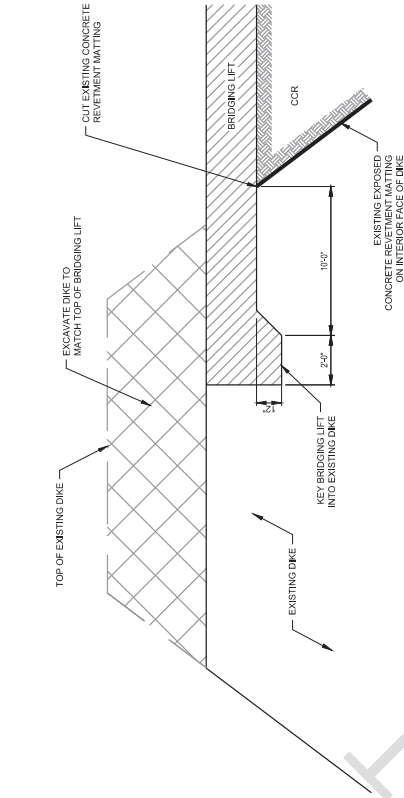 TOP OF EXISTING DIKE
EXCAVATE DIKE TO
MATCH TOP OF BRIDGING LIFT
CUT EXISTING CONCRETE
REVETMENT MATTING
BRIDGING LIFT
CCR
12"
2'-0"
10'-0"
EXISTING DIKE
KEY BRIDGING LIFT
INTO EXISTING DIKE
EXISTING EXPOSED
CONCRETE REVETMENT MATTING
ON INTERIOR FACE OF DIKE